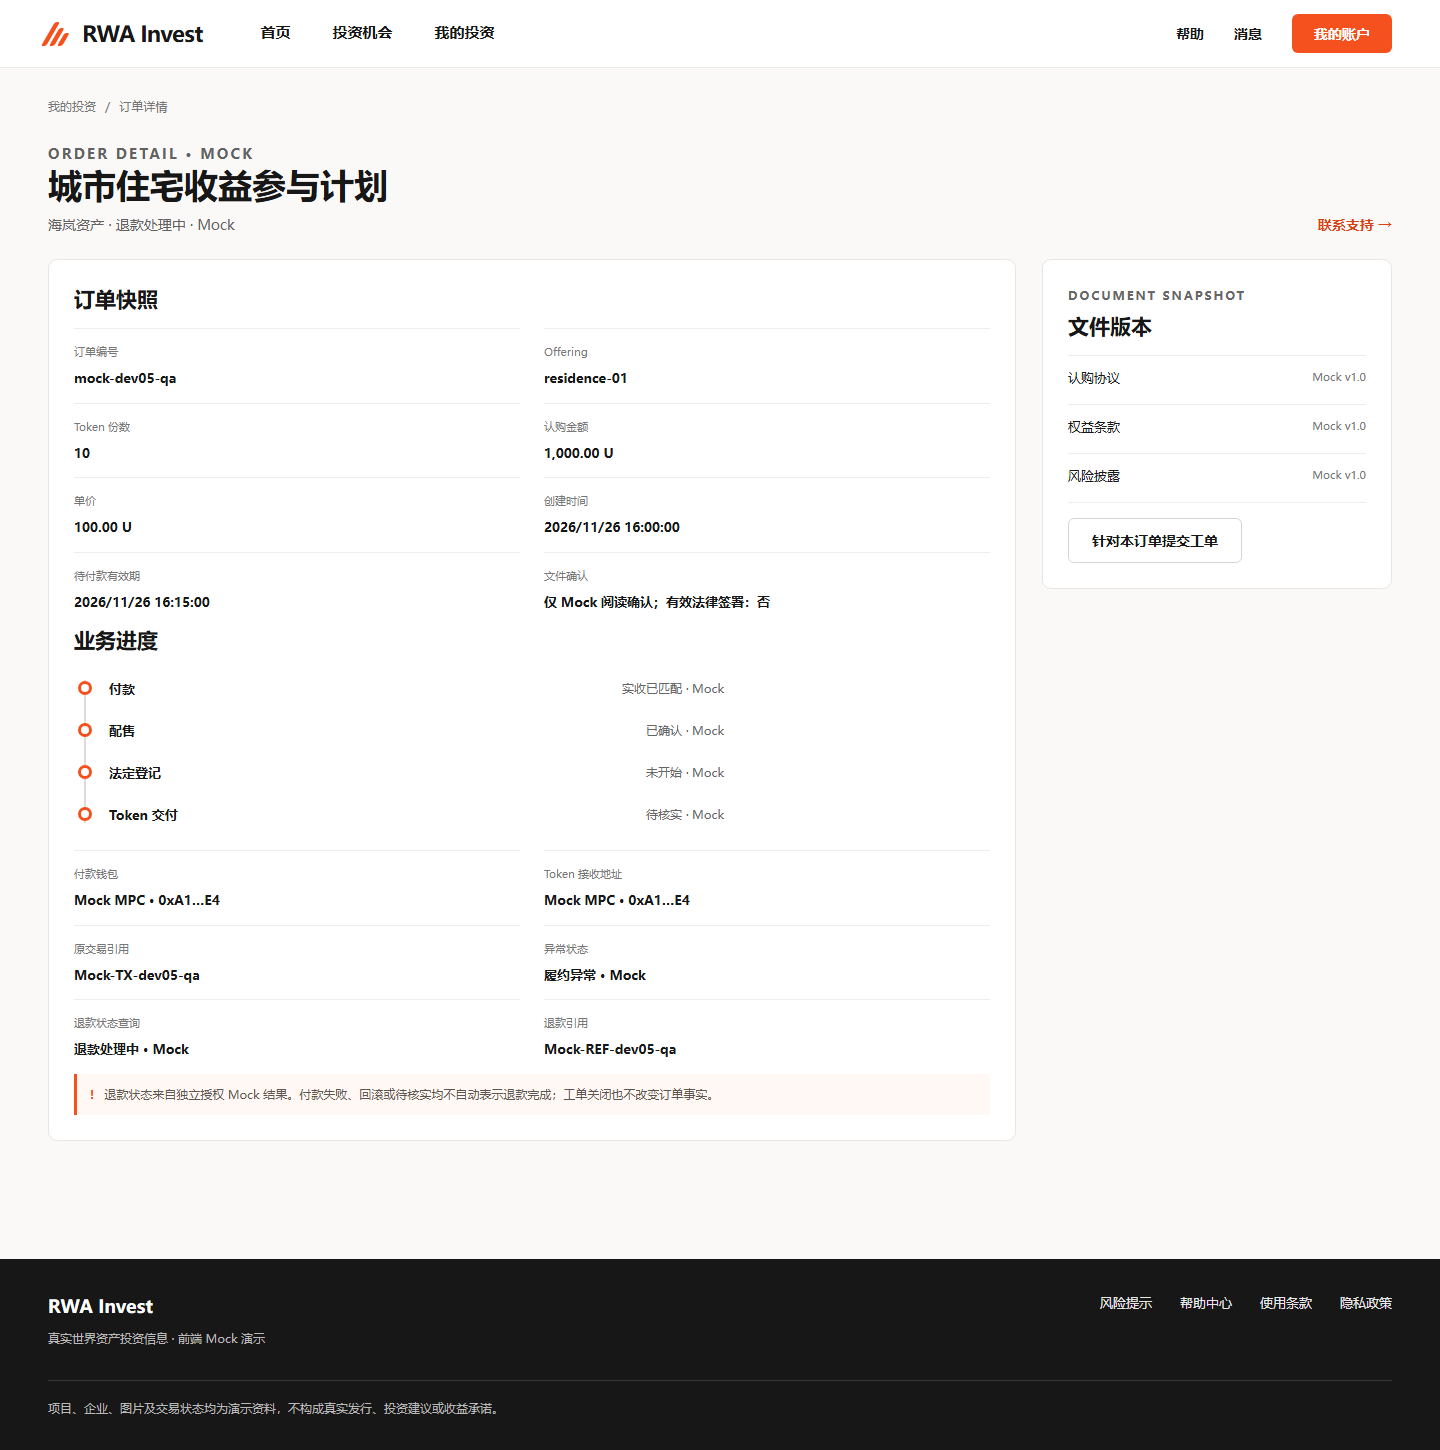 RWA Invest 首页 投资机会 我的投资 帮助 消息 我的账户
我的投资 / 订单详情
ORDER DETAIL • MOCK
城市住宅收益参与计划
海岚资产 · 退款处理中 · Mock
联系支持 →
订单快照
订单编号
mock-dev05-qa
Offering
residence-01
Token 份数
10
认购金额
1,000.00 U
单价
100.00 U
创建时间
2026/11/26 16:00:00
待付款有效期
2026/11/26 16:15:00
文件确认
仅 Mock 阅读确认；有效法律签署：否
业务进度
付款 实收已匹配 · Mock
配售 已确认 · Mock
法定登记 未开始 · Mock
Token 交付 待核实 · Mock
付款钱包
Mock MPC • 0xA1...E4
Token 接收地址
Mock MPC • 0xA1...E4
原交易引用
Mock-TX-dev05-qa
异常状态
履约异常 • Mock
退款状态查询
退款处理中 • Mock
退款引用
Mock-REF-dev05-qa
! 退款状态来自独立授权 Mock 结果。付款失败、回滚或待核实均不自动表示退款完成；工单关闭也不改变订单事实。
DOCUMENT SNAPSHOT
文件版本
认购协议 Mock v1.0
权益条款 Mock v1.0
风险披露 Mock v1.0
针对本订单提交工单
RWA Invest
真实世界资产投资信息 · 前端 Mock 演示
风险提示 帮助中心 使用条款 隐私政策
项目、企业、图片及交易状态均为演示资料，不构成真实发行、投资建议或收益承诺。